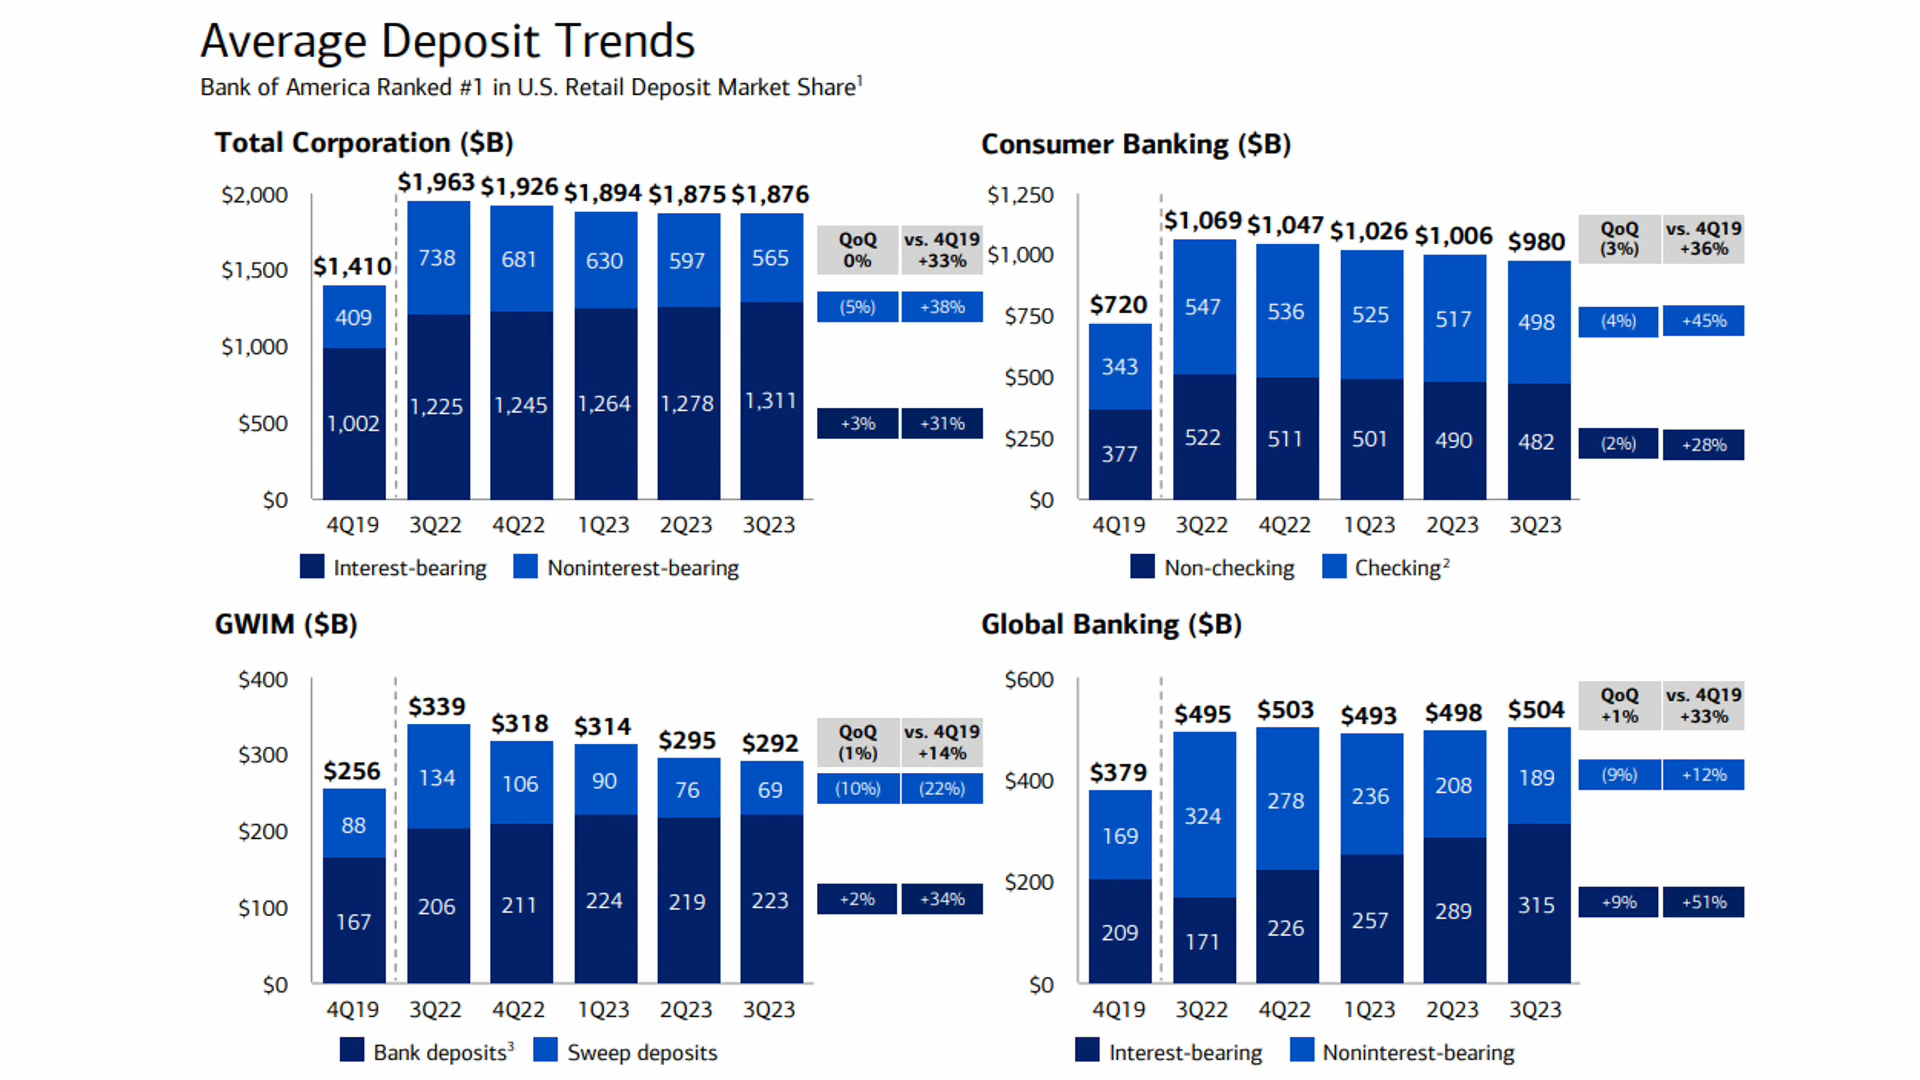 Average Deposit Trends
Bank of America Ranked #1 in U.S. Retail Deposit Market Share¹
Total Corporation ($B)
$2,000
$1,500
$1,000
$500
$0
$1,410
$1,963
$1,926
$1,894
$1,875
$1,876
409
738
681
630
597
565
1,002
1,225
1,245
1,264
1,278
1,311
4Q19
3Q22
4Q22
1Q23
2Q23
3Q23
QoQ
0%
vs. 4Q19
+33%
(5%)
+38%
+3%
+31%
Interest-bearing
Noninterest-bearing
Consumer Banking ($B)
$1,250
$1,000
$750
$500
$250
$0
$720
$1,069
$1,047
$1,026
$1,006
$980
343
547
536
525
517
498
377
522
511
501
490
482
4Q19
3Q22
4Q22
1Q23
2Q23
3Q23
QoQ
(3%)
vs. 4Q19
+36%
(4%)
+45%
(2%)
+28%
Non-checking
Checking²
GWIM ($B)
$400
$300
$200
$100
$0
$256
$339
$318
$314
$295
$292
88
134
106
90
76
69
167
206
211
224
219
223
4Q19
3Q22
4Q22
1Q23
2Q23
3Q23
QoQ
(1%)
vs. 4Q19
+14%
(10%)
(22%)
+2%
+34%
Bank deposits³
Sweep deposits
Global Banking ($B)
$600
$400
$200
$0
$379
$495
$503
$493
$498
$504
169
324
278
236
208
189
209
171
226
257
289
315
4Q19
3Q22
4Q22
1Q23
2Q23
3Q23
QoQ
+1%
vs. 4Q19
+33%
(9%)
+12%
+9%
+51%
Interest-bearing
Noninterest-bearing